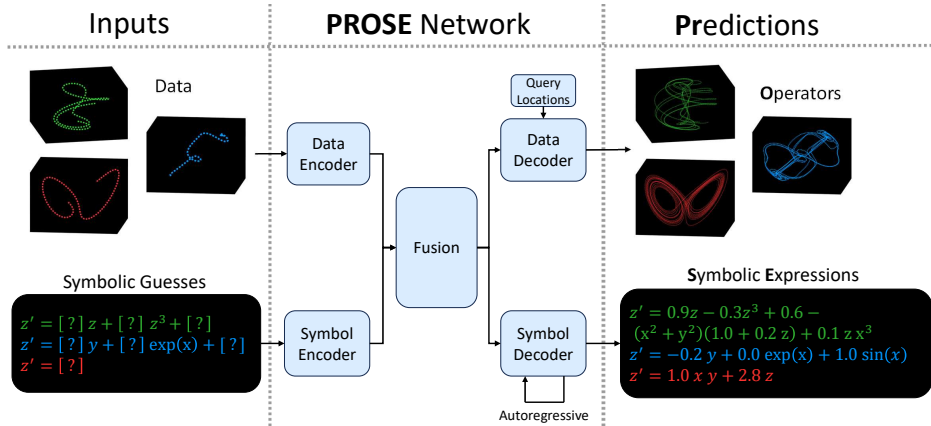 Inputs
PROSE Network
Predictions
Data
Symbolic Guesses
z′ = [ ? ] z + [ ? ] z³ + [ ? ]
z′ = [ ? ] y + [ ? ] exp(x) + [ ? ]
z′ = [ ? ]
Data
Encoder
Symbol
Encoder
Fusion
Query
Locations
Data
Decoder
Symbol
Decoder
Autoregressive
Operators
Symbolic Expressions
z′ = 0.9z − 0.3z³ + 0.6 −
(x² + y²)(1.0 + 0.2 z) + 0.1 z x³
z′ = −0.2 y + 0.0 exp(x) + 1.0 sin(x)
z′ = 1.0 x y + 2.8 z